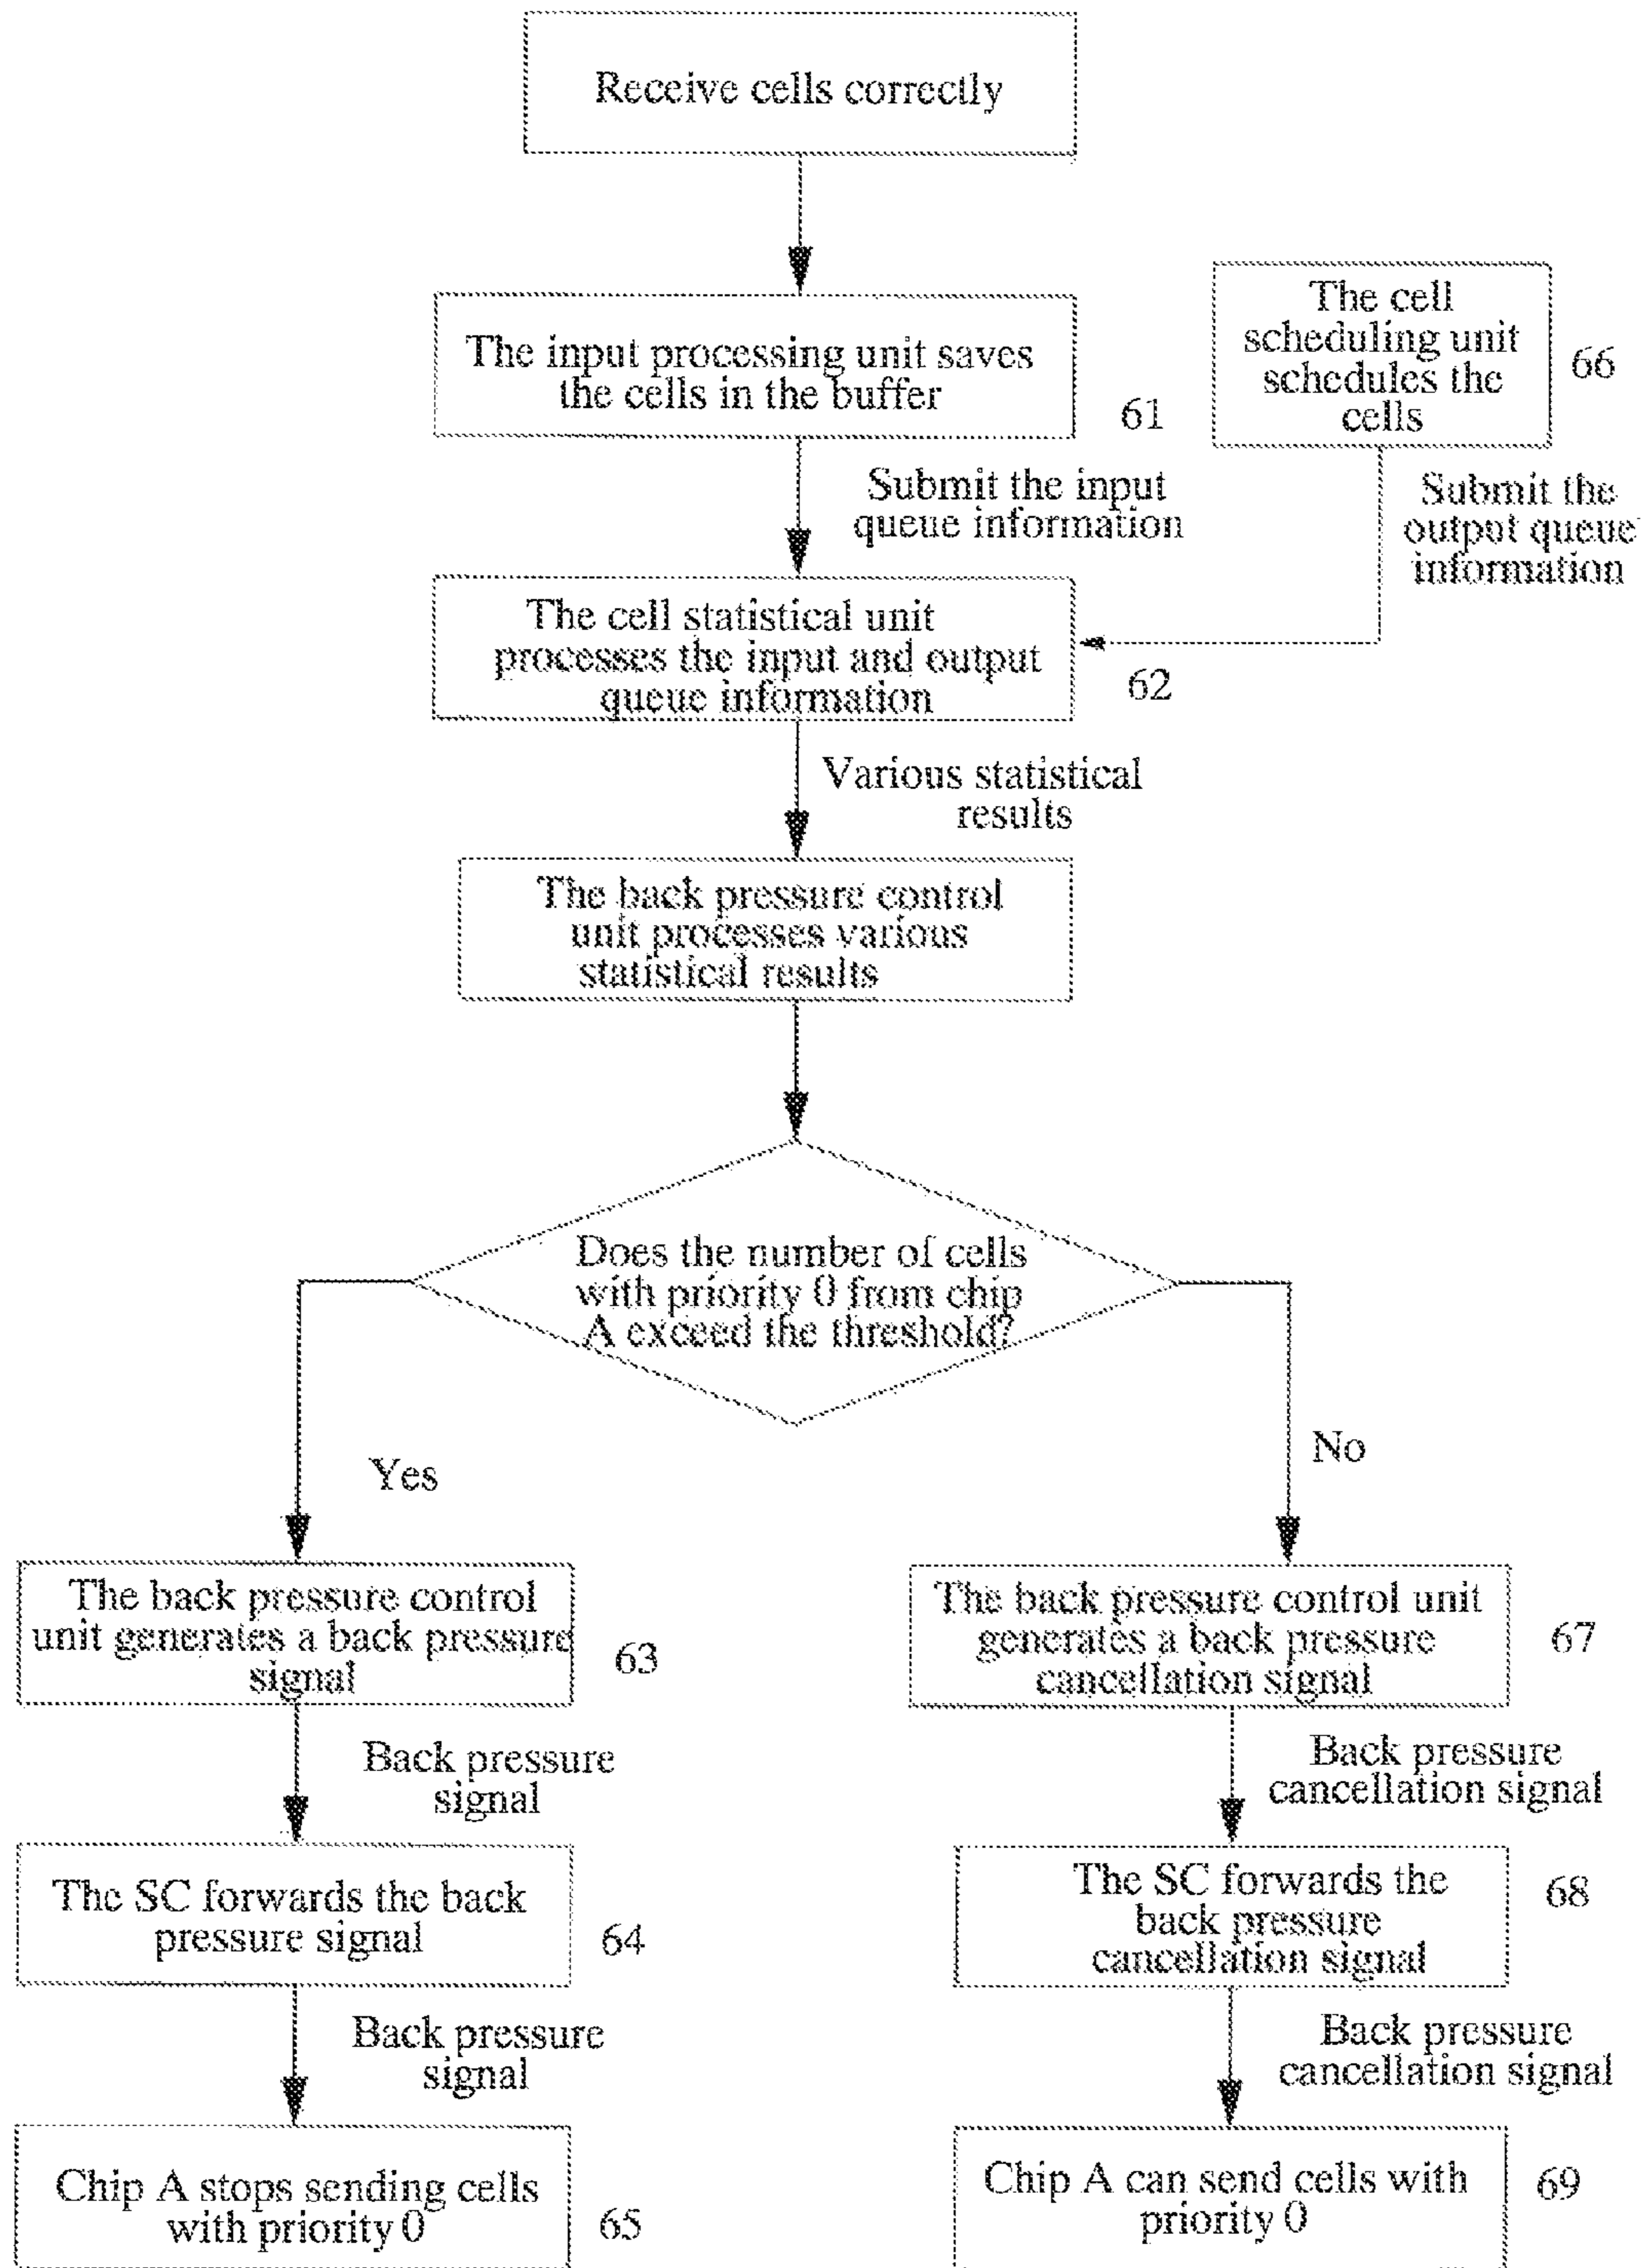 Receive cells correctly
The input processing unit saves
the cells in the buffer
61
The cell
scheduling unit
schedules the
cells
66
Submit the input
queue information
Submit the
output queue
information
The cell statistical unit
processes the input and output
queue information
62
Various statistical
results
The back pressure control
unit processes various
statistical results
Does the number of cells
with priority 0 from chip
A exceed the threshold?
Yes
No
The back pressure control
unit generates a back pressure
signal
63
The back pressure control unit
generates a back pressure
cancellation signal
67
Back pressure
signal
Back pressure
cancellation signal
The SC forwards the back
pressure signal
64
The SC forwards the
back pressure
cancellation signal
68
Back pressure
signal
Back pressure
cancellation signal
Chip A stops sending cells
with priority 0
65
Chip A can send cells with
priority 0
69